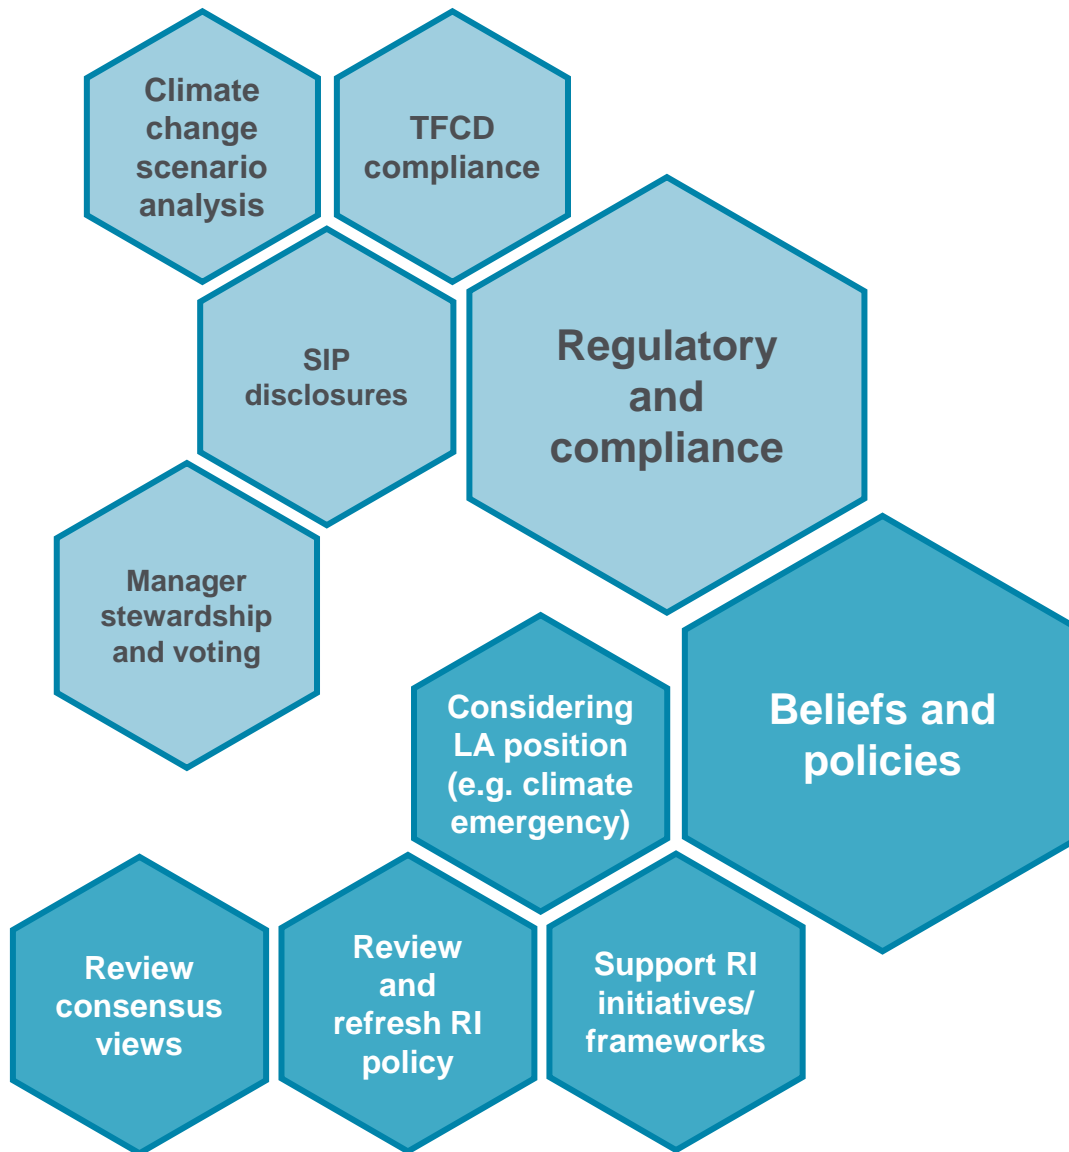 Climate
change
scenario
analysis
TFCD
compliance
Regulatory
and
compliance
SIP
disclosures
Manager
stewardship
and voting
Beliefs and
policies
Considering
LA position
(e.g. climate
emergency)
Review
consensus
views
Review
and
refresh RI
policy
Support RI
initiatives/
frameworks